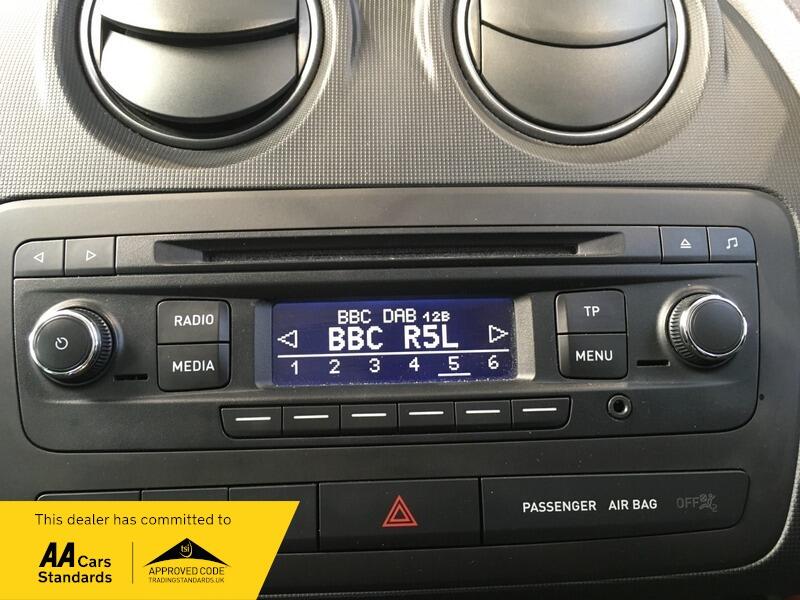 RADIO
MEDIA
BBC DAB 12B
BBC R5L
1 2 3 4 5 6
TP
MENU
PASSENGER AIR BAG OFF
This dealer has committed to
AA Cars
Standards
tsi
APPROVED CODE
TRADINGSTANDARDS.UK